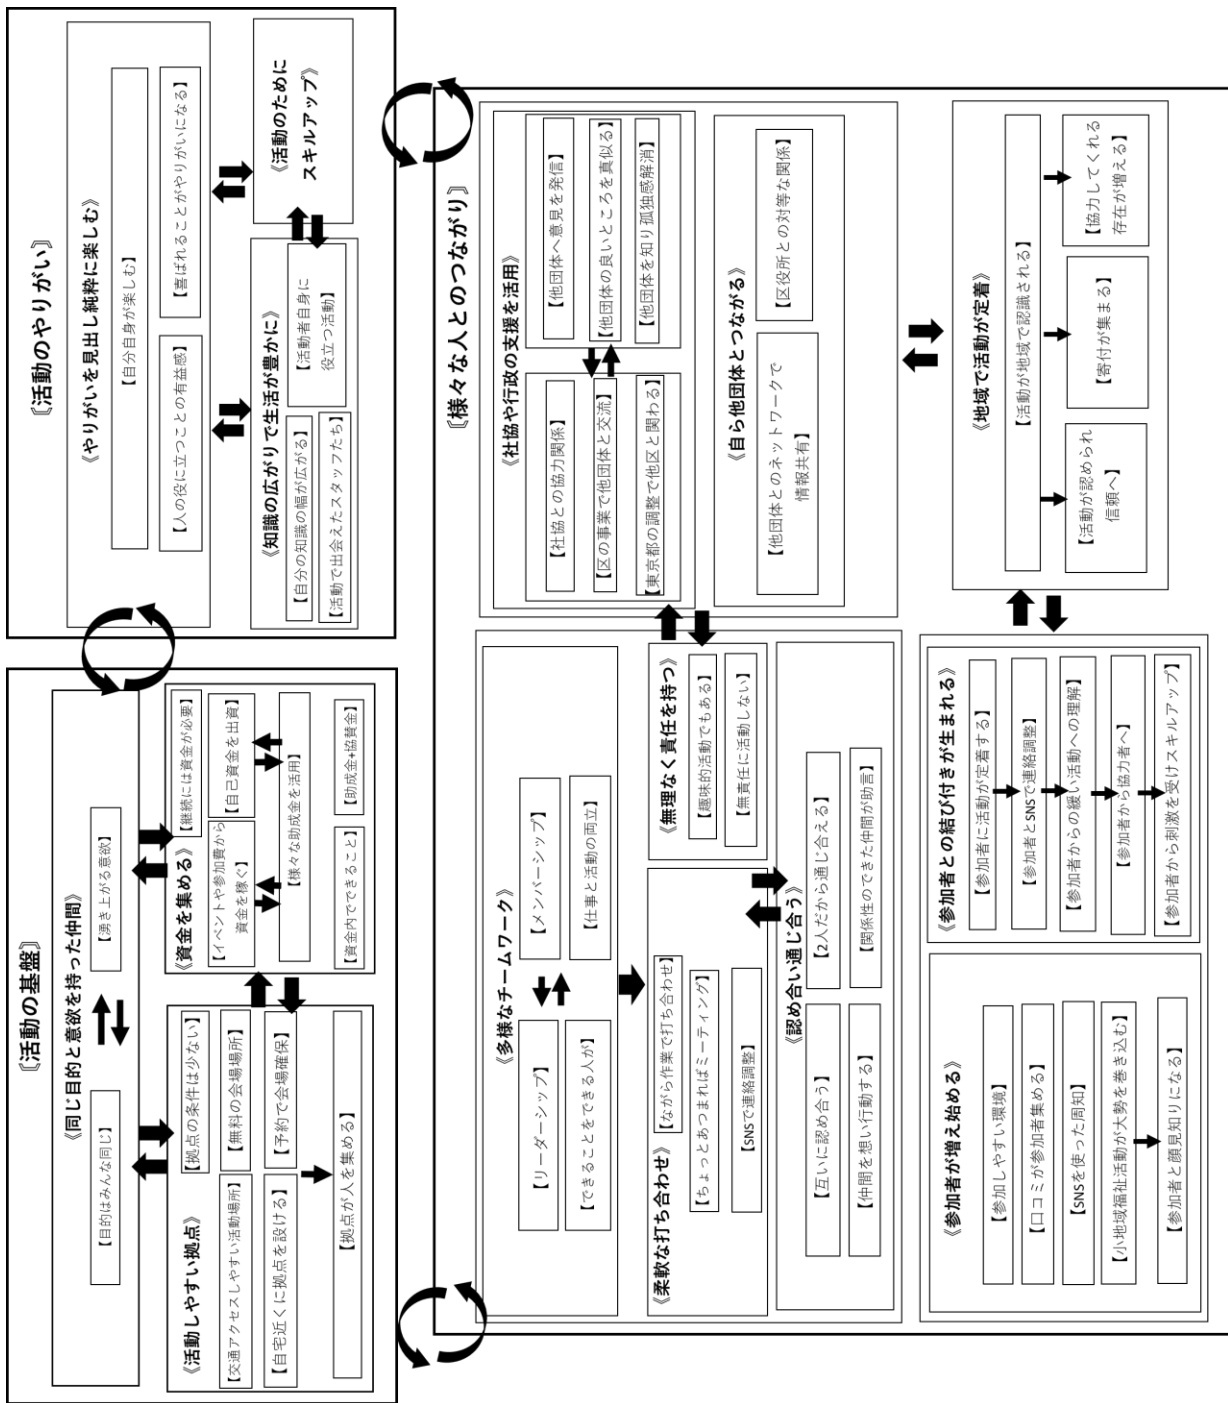 〔活動の基盤〕
《同じ目的と意欲を持った仲間》
【目的はみんな同じ】
【湧き上がる意欲】
《活動しやすい拠点》
【交通アクセスしやすい活動場所】
【拠点の条件は少ない】
【無料の会場場所】
【自宅近くに拠点を設ける】
【予約で会場確保】
【拠点が人を集める】
《資金を集める》
【継続には資金が必要】
【イベントや参加費から
資金を稼ぐ】
【自己資金を出資】
【様々な助成金を活用】
【資金内でできること】
【助成金+協賛金】
〔活動のやりがい〕
《やりがいを見出し純粋に楽しむ》
【自分自身が楽しむ】
【人の役に立つことの有益感】
【喜ばれることがやりがいになる】
《知識の広がりで生活が豊かに》
【自分の知識の幅が広がる】
【活動で出会えたスタッフたち】
【活動者自身に
役立つ活動】
《活動のために
スキルアップ》
〔様々な人とのつながり〕
《多様なチームワーク》
【リーダーシップ】
【メンバーシップ】
【できることをできる人が】
【仕事と活動の両立】
《柔軟な打ち合わせ》
【ながら作業で打ち合わせ】
【ちょっとあつまればミーティング】
【SNSで連絡調整】
《無理なく責任を持つ》
【趣味的活動でもある】
【無責任に活動しない】
《認め合い通じ合う》
【互いに認め合う】
【2人だから通じ合える】
【仲間を想い行動する】
【関係性のできた仲間が助言】
《社協や行政の支援を活用》
【社協との協力関係】
【区の事業で他団体と交流】
【東京都の調整で他区と関わる】
【他団体へ意見を発信】
【他団体の良いところを真似る】
【他団体を知り孤独感解消】
《自ら他団体とつながる》
【他団体とのネットワークで
情報共有】
【区役所との対等な関係】
《参加者が増え始める》
【参加しやすい環境】
【口コミが参加者集める】
【SNSを使った周知】
【小地域福祉活動が大勢を巻き込む】
【参加者と顔見知りになる】
《参加者との結び付きが生まれる》
【参加者に活動が定着する】
【参加者とSNSで連絡調整】
【参加者からの緩い活動への理解】
【参加者から協力者へ】
【参加者から刺激を受けスキルアップ】
《地域で活動が定着》
【活動が地域で認識される】
【活動が認められ
信頼へ】
【寄付が集まる】
【協力してくれる
存在が増える】